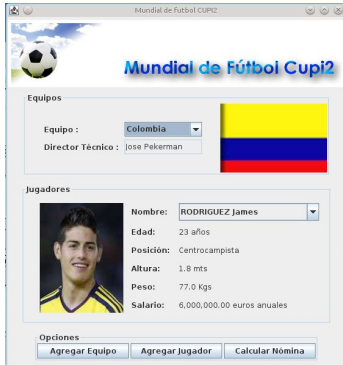 Mundial de Futbol CUPI2
Mundial de Fútbol Cupi2
Equipos
Equipo : Colombia
Director Técnico : Jose Pekerman
Jugadores
Nombre: RODRIGUEZ James
Edad: 23 años
Posición: Centrocampista
Altura: 1.8 mts
Peso: 77.0 Kgs
Salario: 6,000,000.00 euros anuales
Opciones
Agregar Equipo Agregar Jugador Calcular Nómina